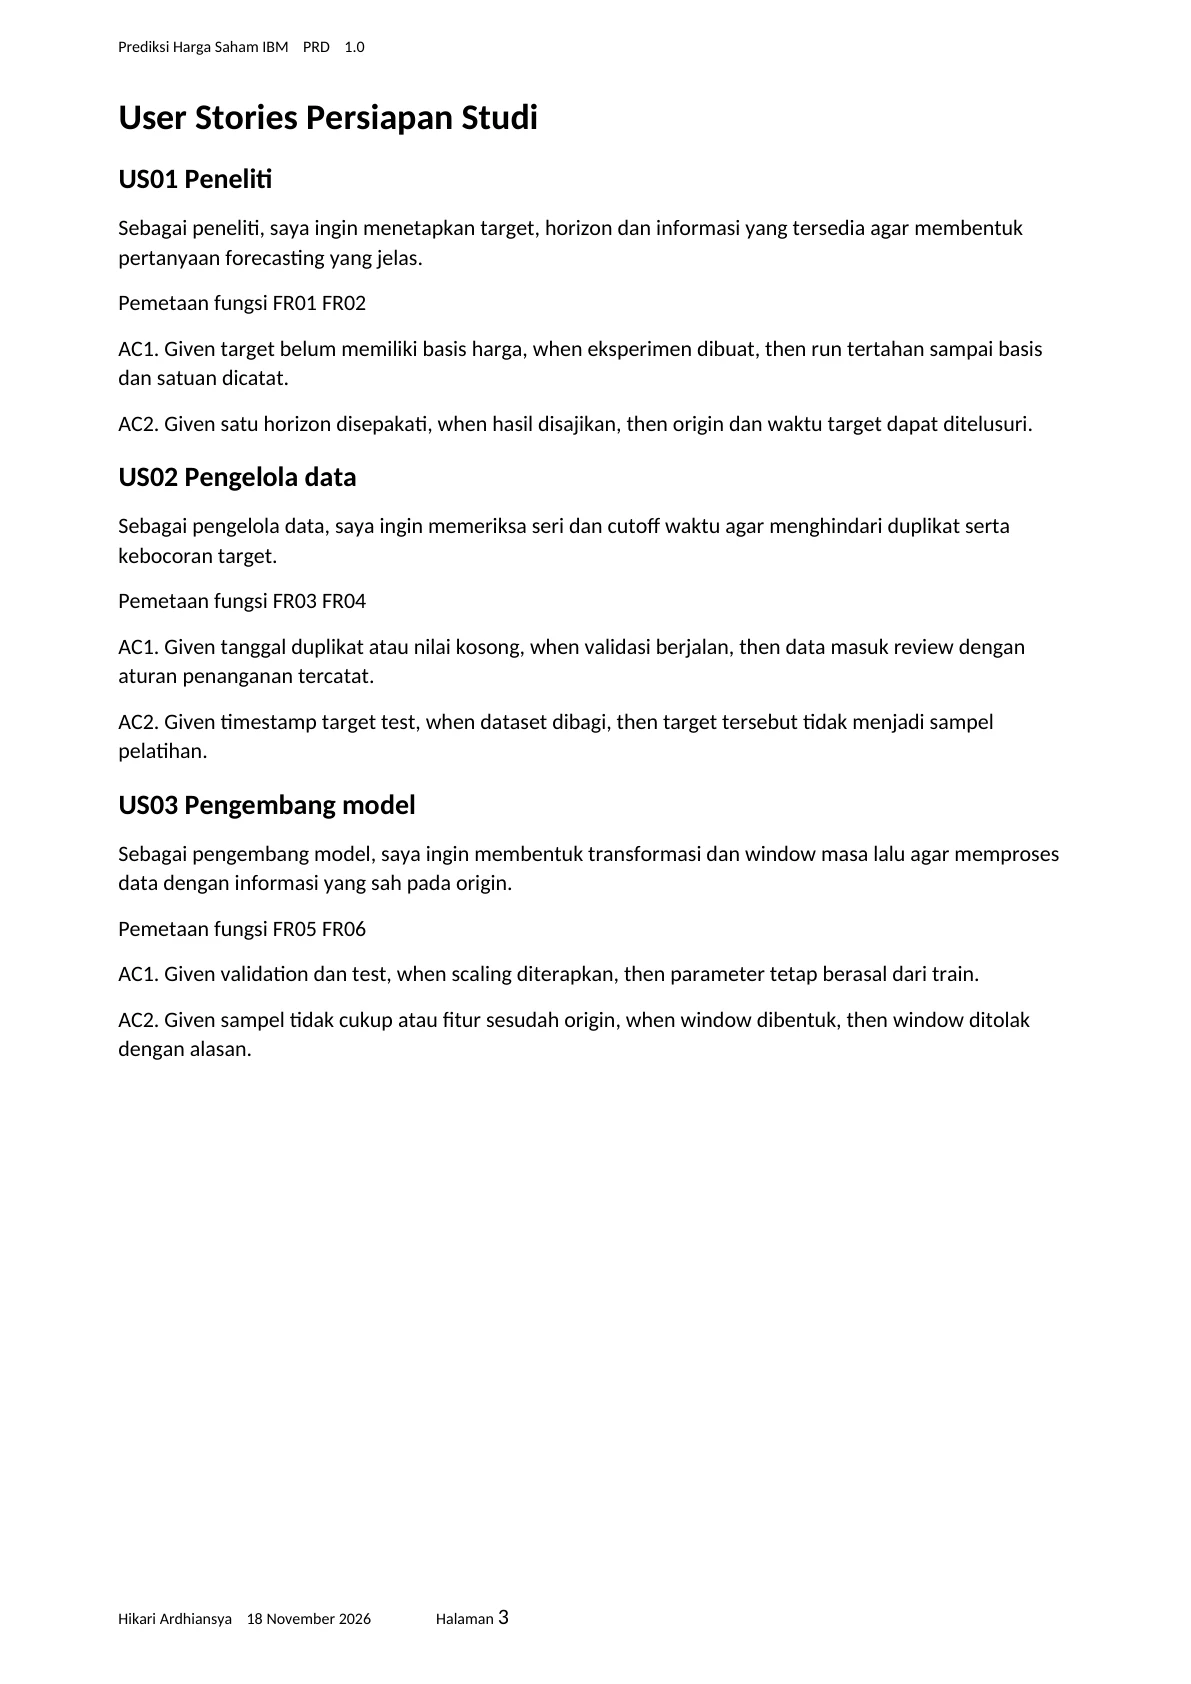 Prediksi Harga Saham IBM PRD 1.0
User Stories Persiapan Studi
US01 Peneliti
Sebagai peneliti, saya ingin menetapkan target, horizon dan informasi yang tersedia agar membentuk
pertanyaan forecasting yang jelas.
Pemetaan fungsi FR01 FR02
AC1. Given target belum memiliki basis harga, when eksperimen dibuat, then run tertahan sampai basis
dan satuan dicatat.
AC2. Given satu horizon disepakati, when hasil disajikan, then origin dan waktu target dapat ditelusuri.
US02 Pengelola data
Sebagai pengelola data, saya ingin memeriksa seri dan cutoff waktu agar menghindari duplikat serta
kebocoran target.
Pemetaan fungsi FR03 FR04
AC1. Given tanggal duplikat atau nilai kosong, when validasi berjalan, then data masuk review dengan
aturan penanganan tercatat.
AC2. Given timestamp target test, when dataset dibagi, then target tersebut tidak menjadi sampel
pelatihan.
US03 Pengembang model
Sebagai pengembang model, saya ingin membentuk transformasi dan window masa lalu agar memproses
data dengan informasi yang sah pada origin.
Pemetaan fungsi FR05 FR06
AC1. Given validation dan test, when scaling diterapkan, then parameter tetap berasal dari train.
AC2. Given sampel tidak cukup atau fitur sesudah origin, when window dibentuk, then window ditolak
dengan alasan.
Hikari Ardhiansya 18 November 2026 Halaman 3